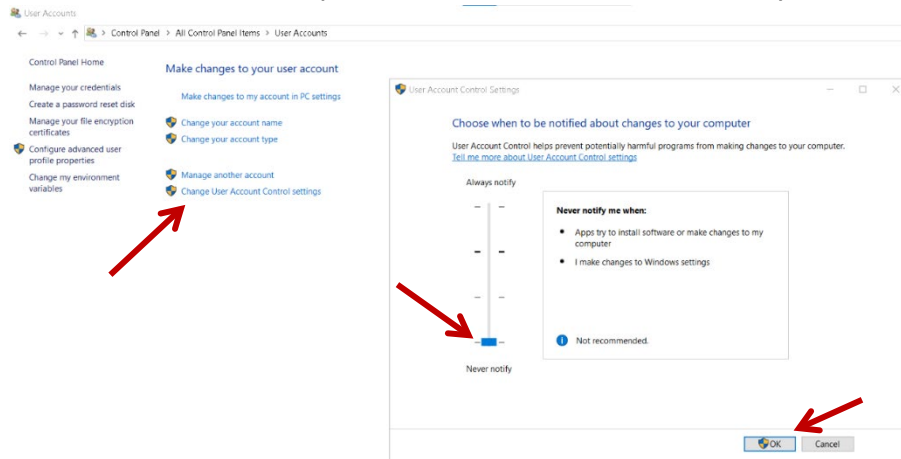 User Accounts
Control Panel > All Control Panel Items > User Accounts
Control Panel Home
Manage your credentials
Create a password reset disk
Manage your file encryption
certificates
Configure advanced user
profile properties
Change my environment
variables
Make changes to your user account
Make changes to my account in PC settings
Change your account name
Change your account type
Manage another account
Change User Account Control settings
User Account Control Settings
Choose when to be notified about changes to your computer
User Account Control helps prevent potentially harmful programs from making changes to your computer.
Tell me more about User Account Control settings
Always notify
Never notify me when:
• Apps try to install software or make changes to my
computer
• I make changes to Windows settings
Not recommended.
Never notify
OK
Cancel